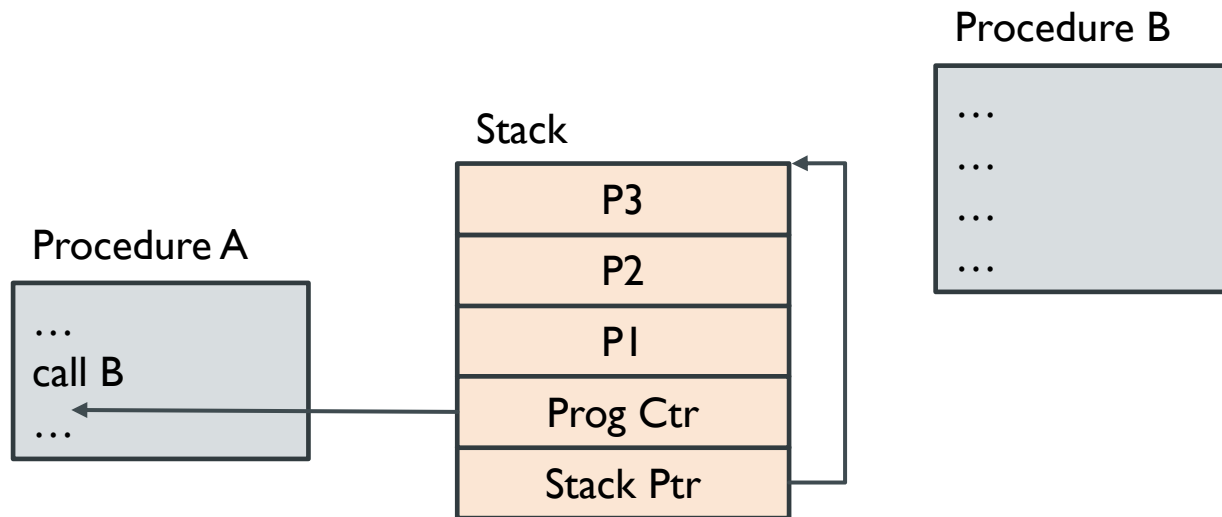 Procedure B
…
…
…
…
Stack
P3
P2
P1
Prog Ctr
Stack Ptr
Procedure A
…
call B
…